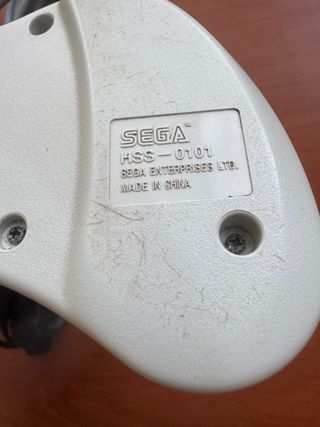 SEGA™
HSS-0101
SEGA ENTERPRISES LTD.
MADE IN CHINA